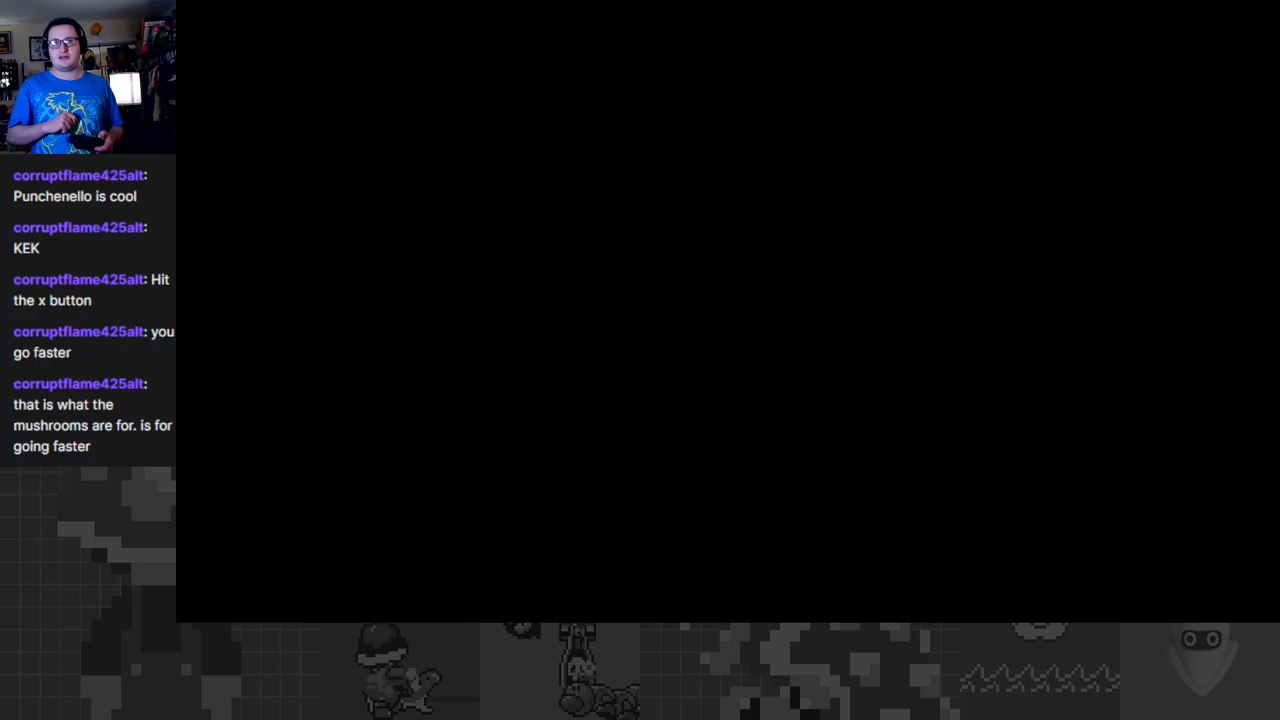 corruptflame425alt:
Punchenello is cool
corruptflame425alt:
KEK
corruptflame425alt: Hit
the x button
corruptflame425alt: you
go faster
corruptflame425alt:
that is what the
mushrooms are for. is for
going faster